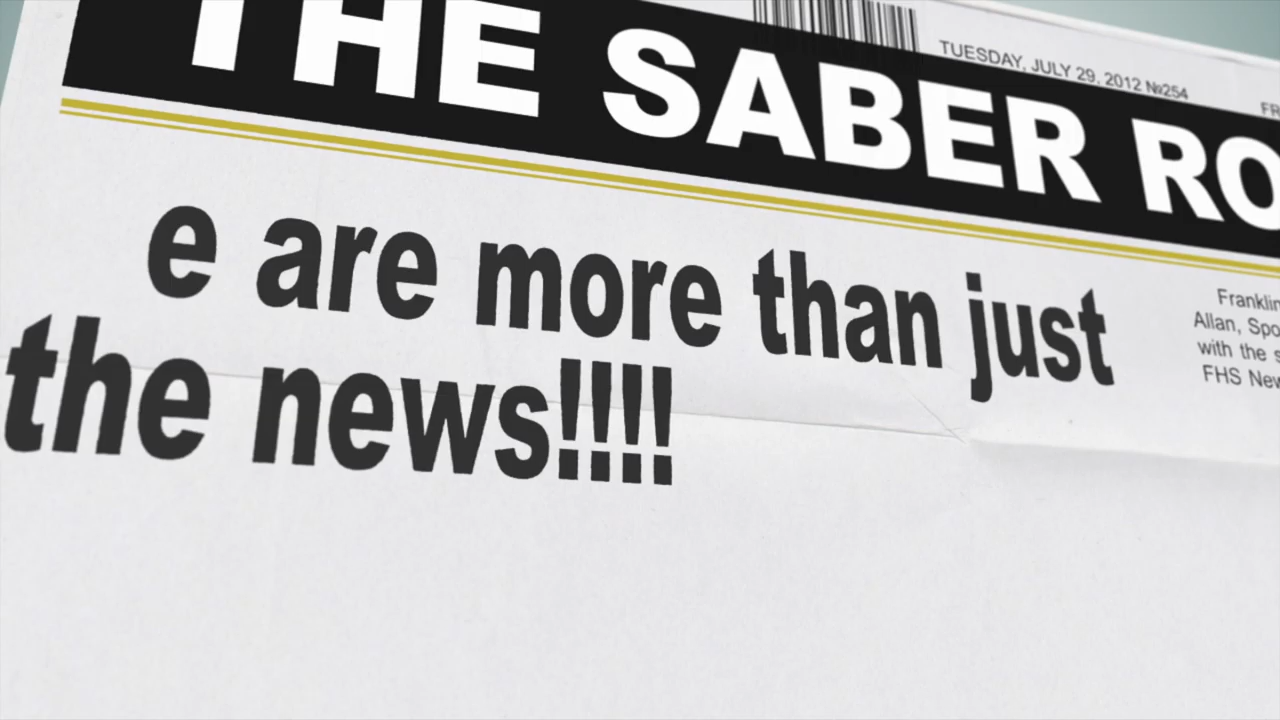 TUESDAY, JULY 29, 2012 №254
THE SABER RO
e are more than just
the news!!!!
Franklin
Allan, Spo
with the s
FHS New